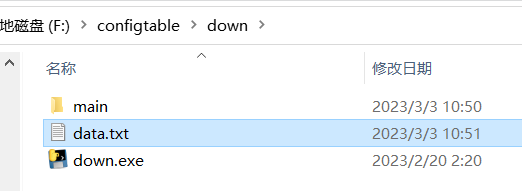 地磁盘 (F:) > configtable > down >
名称 修改日期
main 2023/3/3 10:50
data.txt 2023/3/3 10:51
down.exe 2023/2/20 2:20